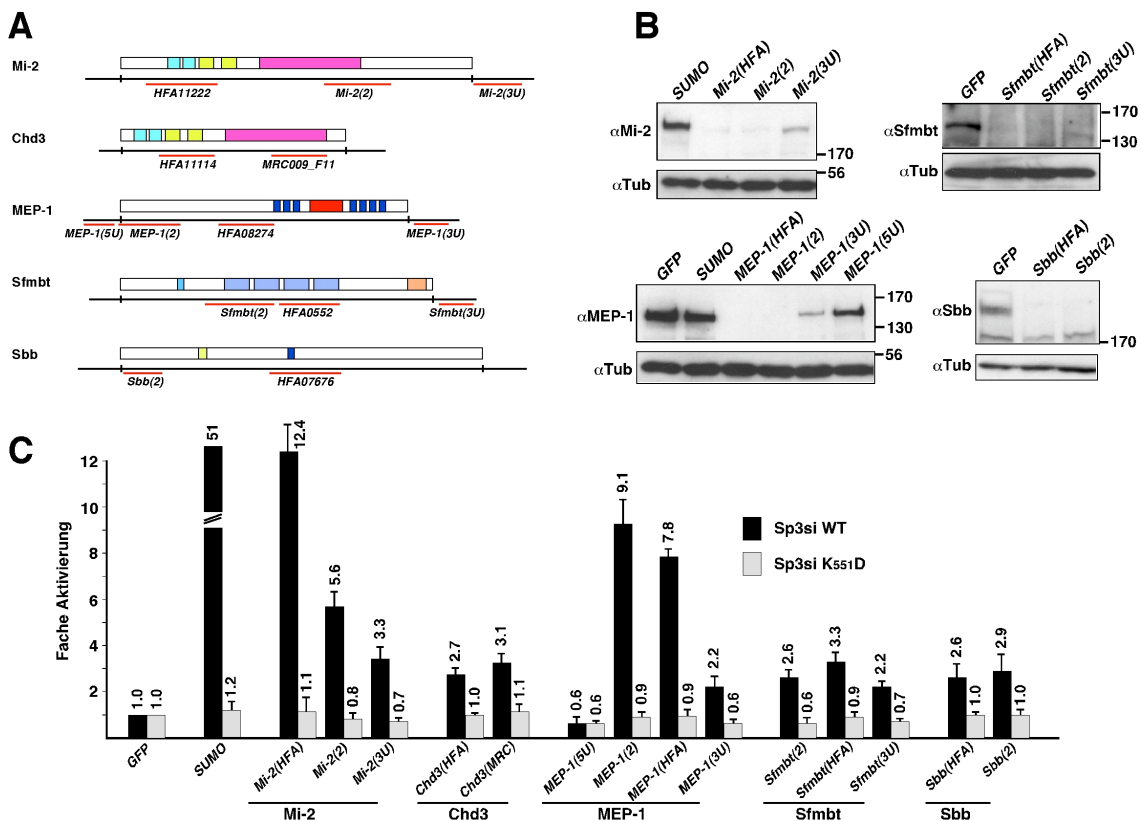 A
Mi-2
HFA11222 Mi-2(2) Mi-2(3U)
Chd3
HFA11114 MRC009_F11
MEP-1
MEP-1(5U) MEP-1(2) HFA08274 MEP-1(3U)
Sfmbt
Sfmbt(2) HFA0552 Sfmbt(3U)
Sbb
Sbb(2) HFA07676
B
SUMO Mi-2(HFA) Mi-2(2) Mi-2(3U)
αMi-2
170
56
αTub
GFP Sfmbt(HFA) Sfmbt(2) Sfmbt(3U)
αSfmbt
170
130
αTub
GFP SUMO MEP-1(HFA) MEP-1(2) MEP-1(3U) MEP-1(5U)
αMEP-1
170
130
56
αTub
GFP Sbb(HFA) Sbb(2)
αSbb
170
αTub
C
Fache Aktivierung
12
10
8
6
4
2
1.0 1.0 51 1.2 12.4 1.1 5.6 0.8 3.3 0.7 2.7 1.0 3.1 1.1 0.6 0.6 9.1 0.9 7.8 0.9 2.2 0.6 2.6 0.6 3.3 0.9 2.2 0.7 2.6 1.0 2.9 1.0
Sp3si WT
Sp3si K551D
GFP SUMO Mi-2(HFA) Mi-2(2) Mi-2(3U) Chd3(HFA) Chd3(MRC) MEP-1(5U) MEP-1(2) MEP-1(HFA) MEP-1(3U) Sfmbt(2) Sfmbt(HFA) Sfmbt(3U) Sbb(HFA) Sbb(2)
Mi-2 Chd3 MEP-1 Sfmbt Sbb